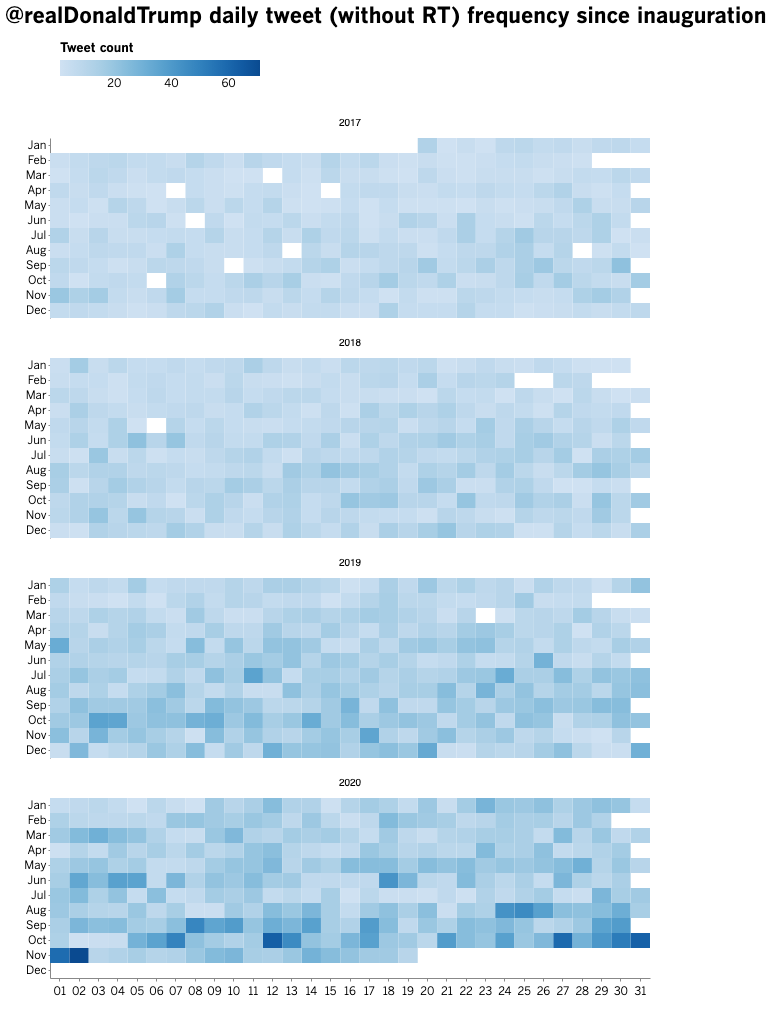 @realDonaldTrump daily tweet (without RT) frequency since inauguration
Tweet count
20 40 60
2017
Jan
Feb
Mar
Apr
May
Jun
Jul
Aug
Sep
Oct
Nov
Dec
2018
Jan
Feb
Mar
Apr
May
Jun
Jul
Aug
Sep
Oct
Nov
Dec
2019
Jan
Feb
Mar
Apr
May
Jun
Jul
Aug
Sep
Oct
Nov
Dec
2020
Jan
Feb
Mar
Apr
May
Jun
Jul
Aug
Sep
Oct
Nov
Dec
01 02 03 04 05 06 07 08 09 10 11 12 13 14 15 16 17 18 19 20 21 22 23 24 25 26 27 28 29 30 31